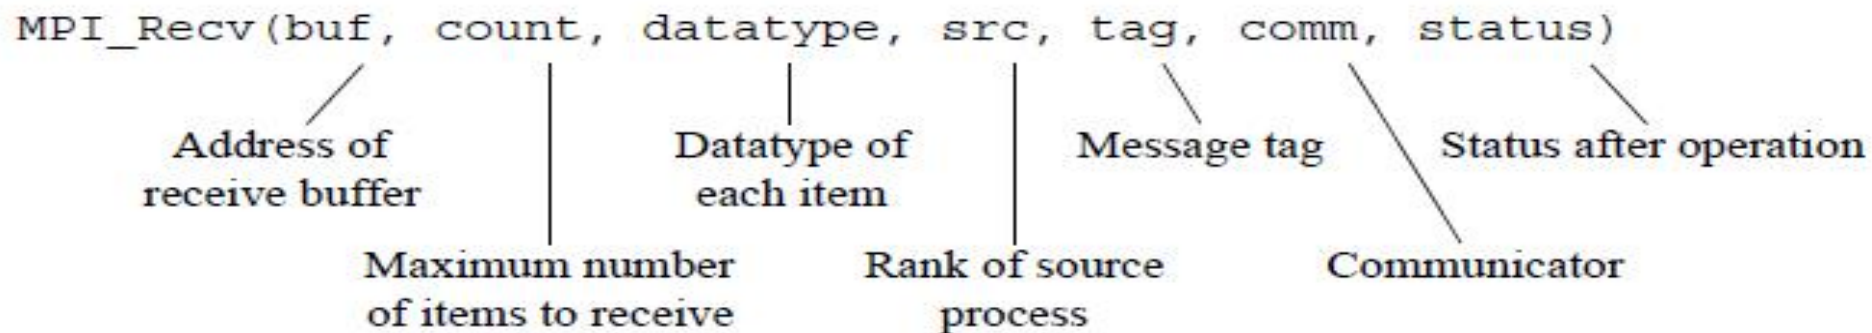 MPI_Recv(buf, count, datatype, src, tag, comm, status)
Address of
receive buffer
Datatype of
each item
Message tag
Status after operation
Maximum number
of items to receive
Rank of source
process
Communicator